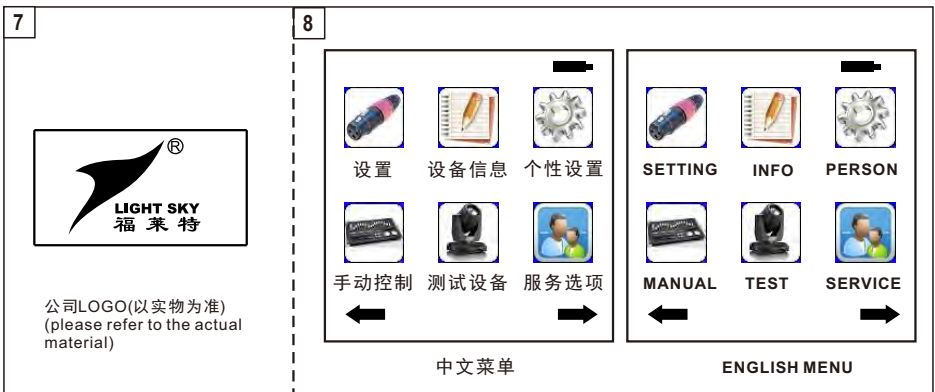 7
®
LIGHT SKY
福莱特
公司LOGO(以实物为准)
(please refer to the actual
material)
8
设置 设备信息 个性设置
手动控制 测试设备 服务选项
中文菜单
SETTING INFO PERSON
MANUAL TEST SERVICE
ENGLISH MENU